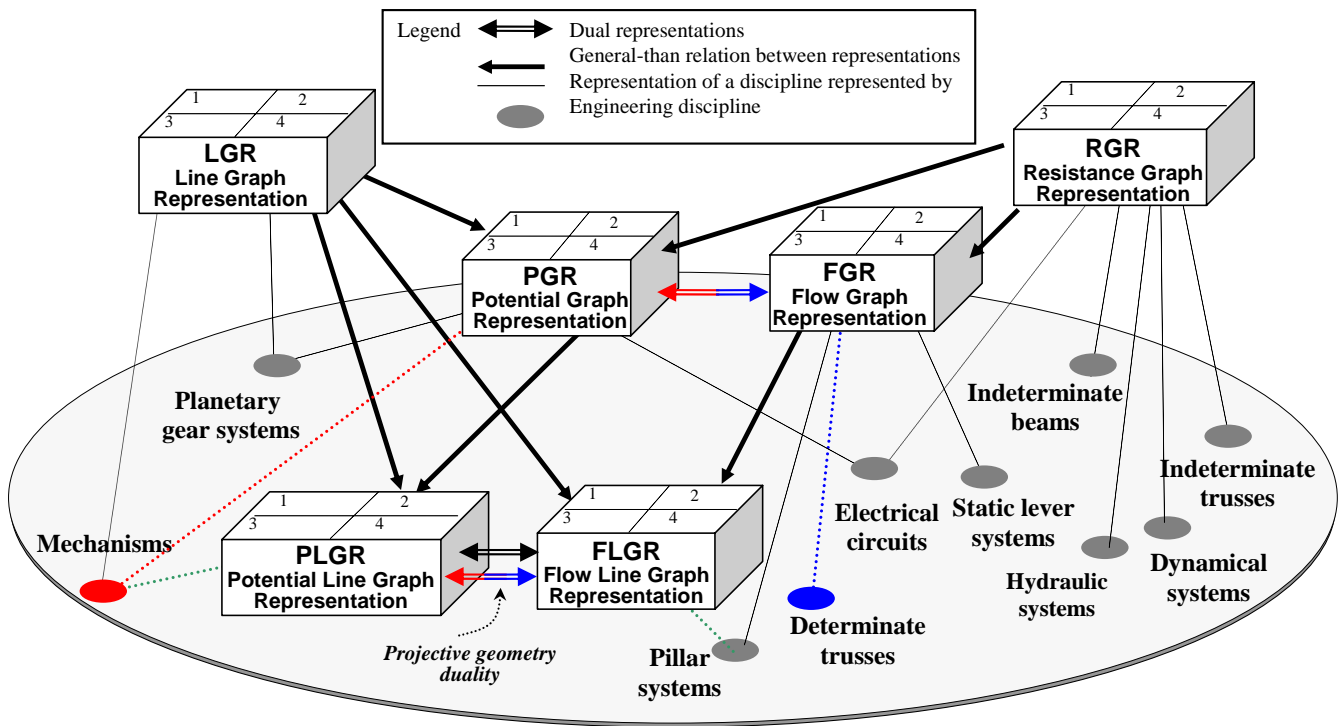 Legend
Dual representations
General-than relation between representations
Representation of a discipline represented by
Engineering discipline
1 2
3 4
LGR
Line Graph
Representation
1 2
3 4
RGR
Resistance Graph
Representation
1 2
3 4
PGR
Potential Graph
Representation
1 2
3 4
FGR
Flow Graph
Representation
Planetary
gear systems
Indeterminate
beams
Indeterminate
trusses
Mechanisms
1 2
3 4
PLGR
Potential Line Graph
Representation
1 2
3 4
FLGR
Flow Line Graph
Representation
Electrical
circuits
Static lever
systems
Hydraulic
systems
Dynamical
systems
Projective geometry
duality
Pillar
systems
Determinate
trusses